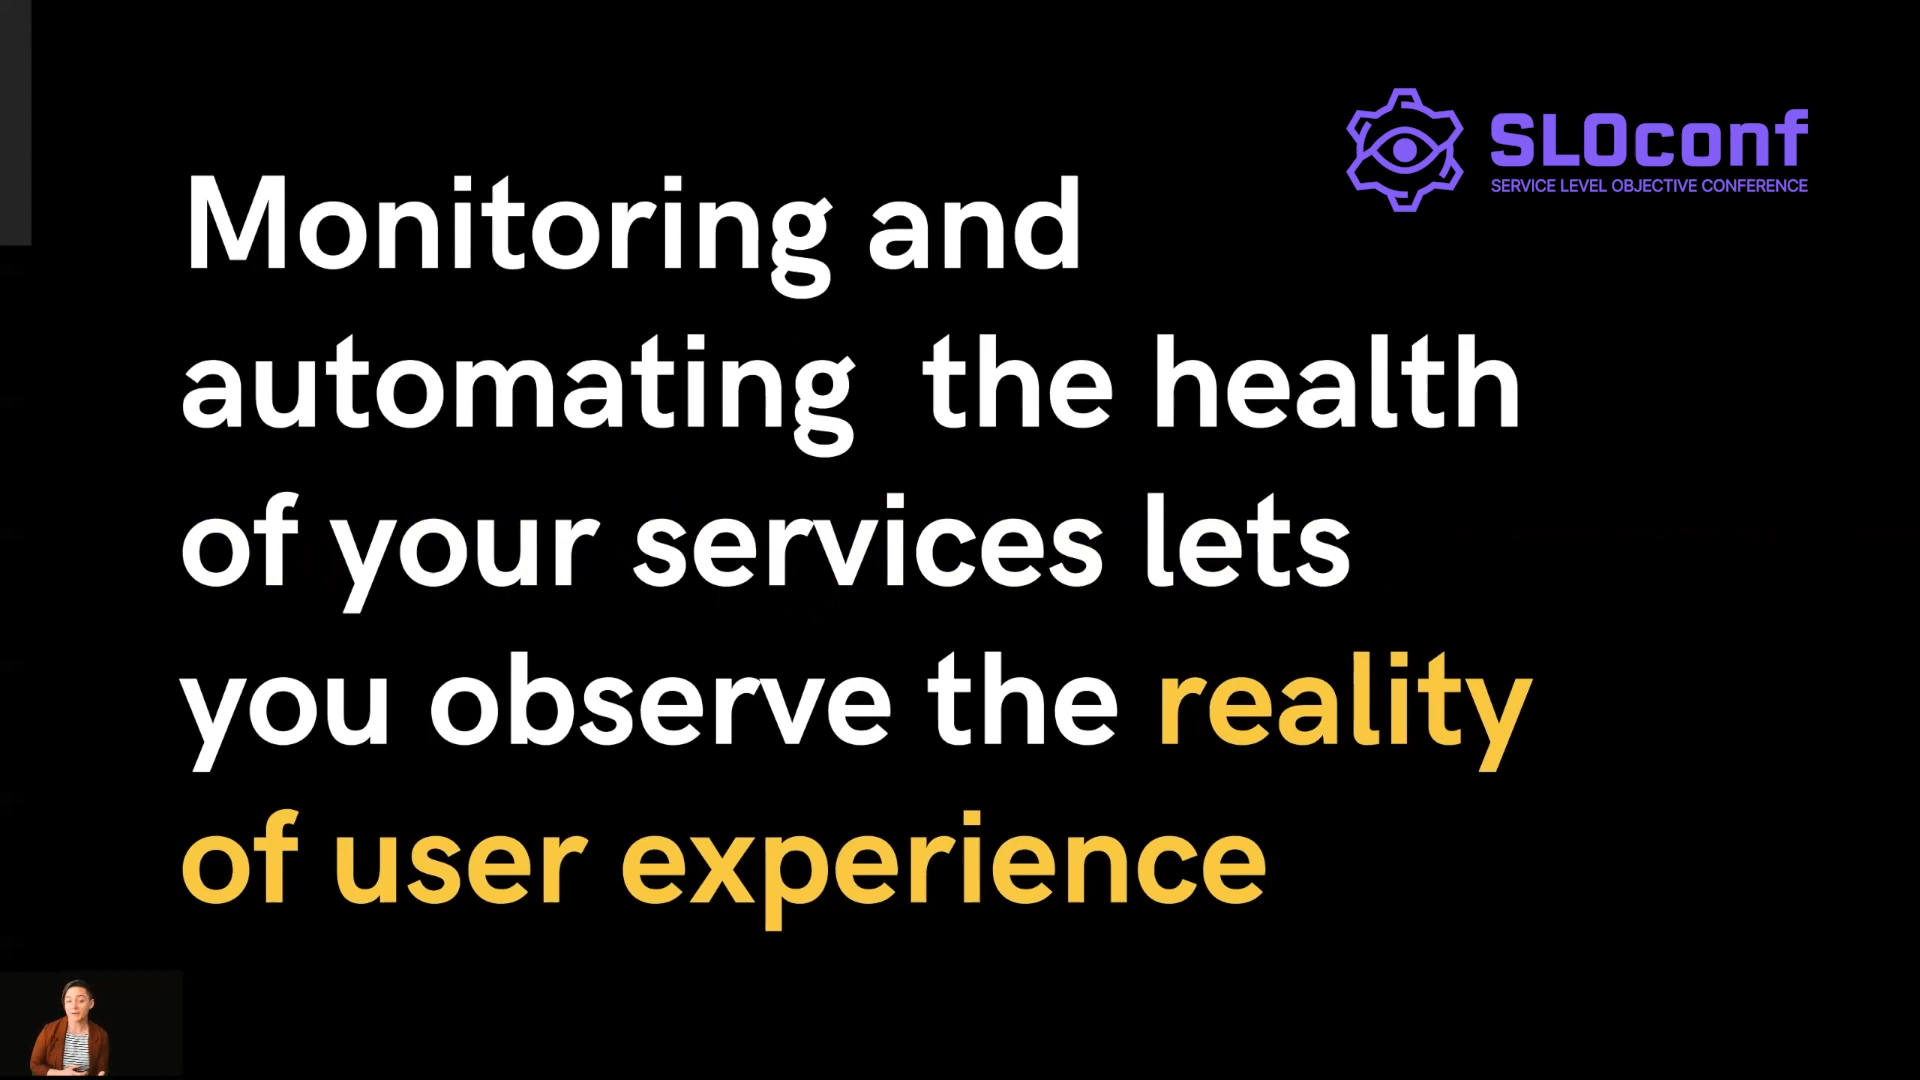 SLOconf
SERVICE LEVEL OBJECTIVE CONFERENCE
Monitoring and
automating  the health
of your services lets
you observe the reality
of user experience